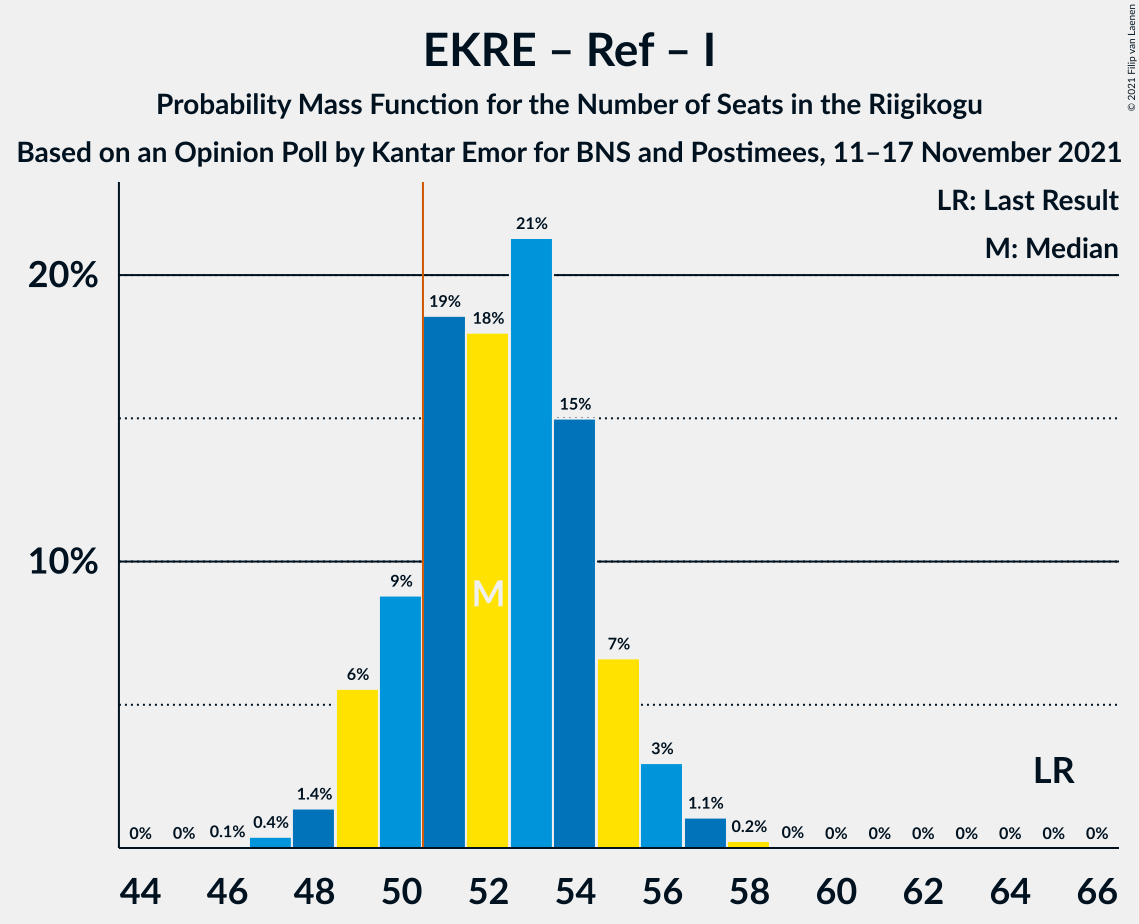 EKRE – Ref – I
Probability Mass Function for the Number of Seats in the Riigikogu
Based on an Opinion Poll by Kantar Emor for BNS and Postimees, 11–17 November 2021
© 2021 Filip van Laenen
LR: Last Result
M: Median
20%
10%
0% 0% 0.1% 0.4% 1.4% 6% 9% 19% 18% 21% 15% 7% 3% 1.1% 0.2% 0% 0% 0% 0% 0% 0% 0% 0%
M
LR
44 46 48 50 52 54 56 58 60 62 64 66